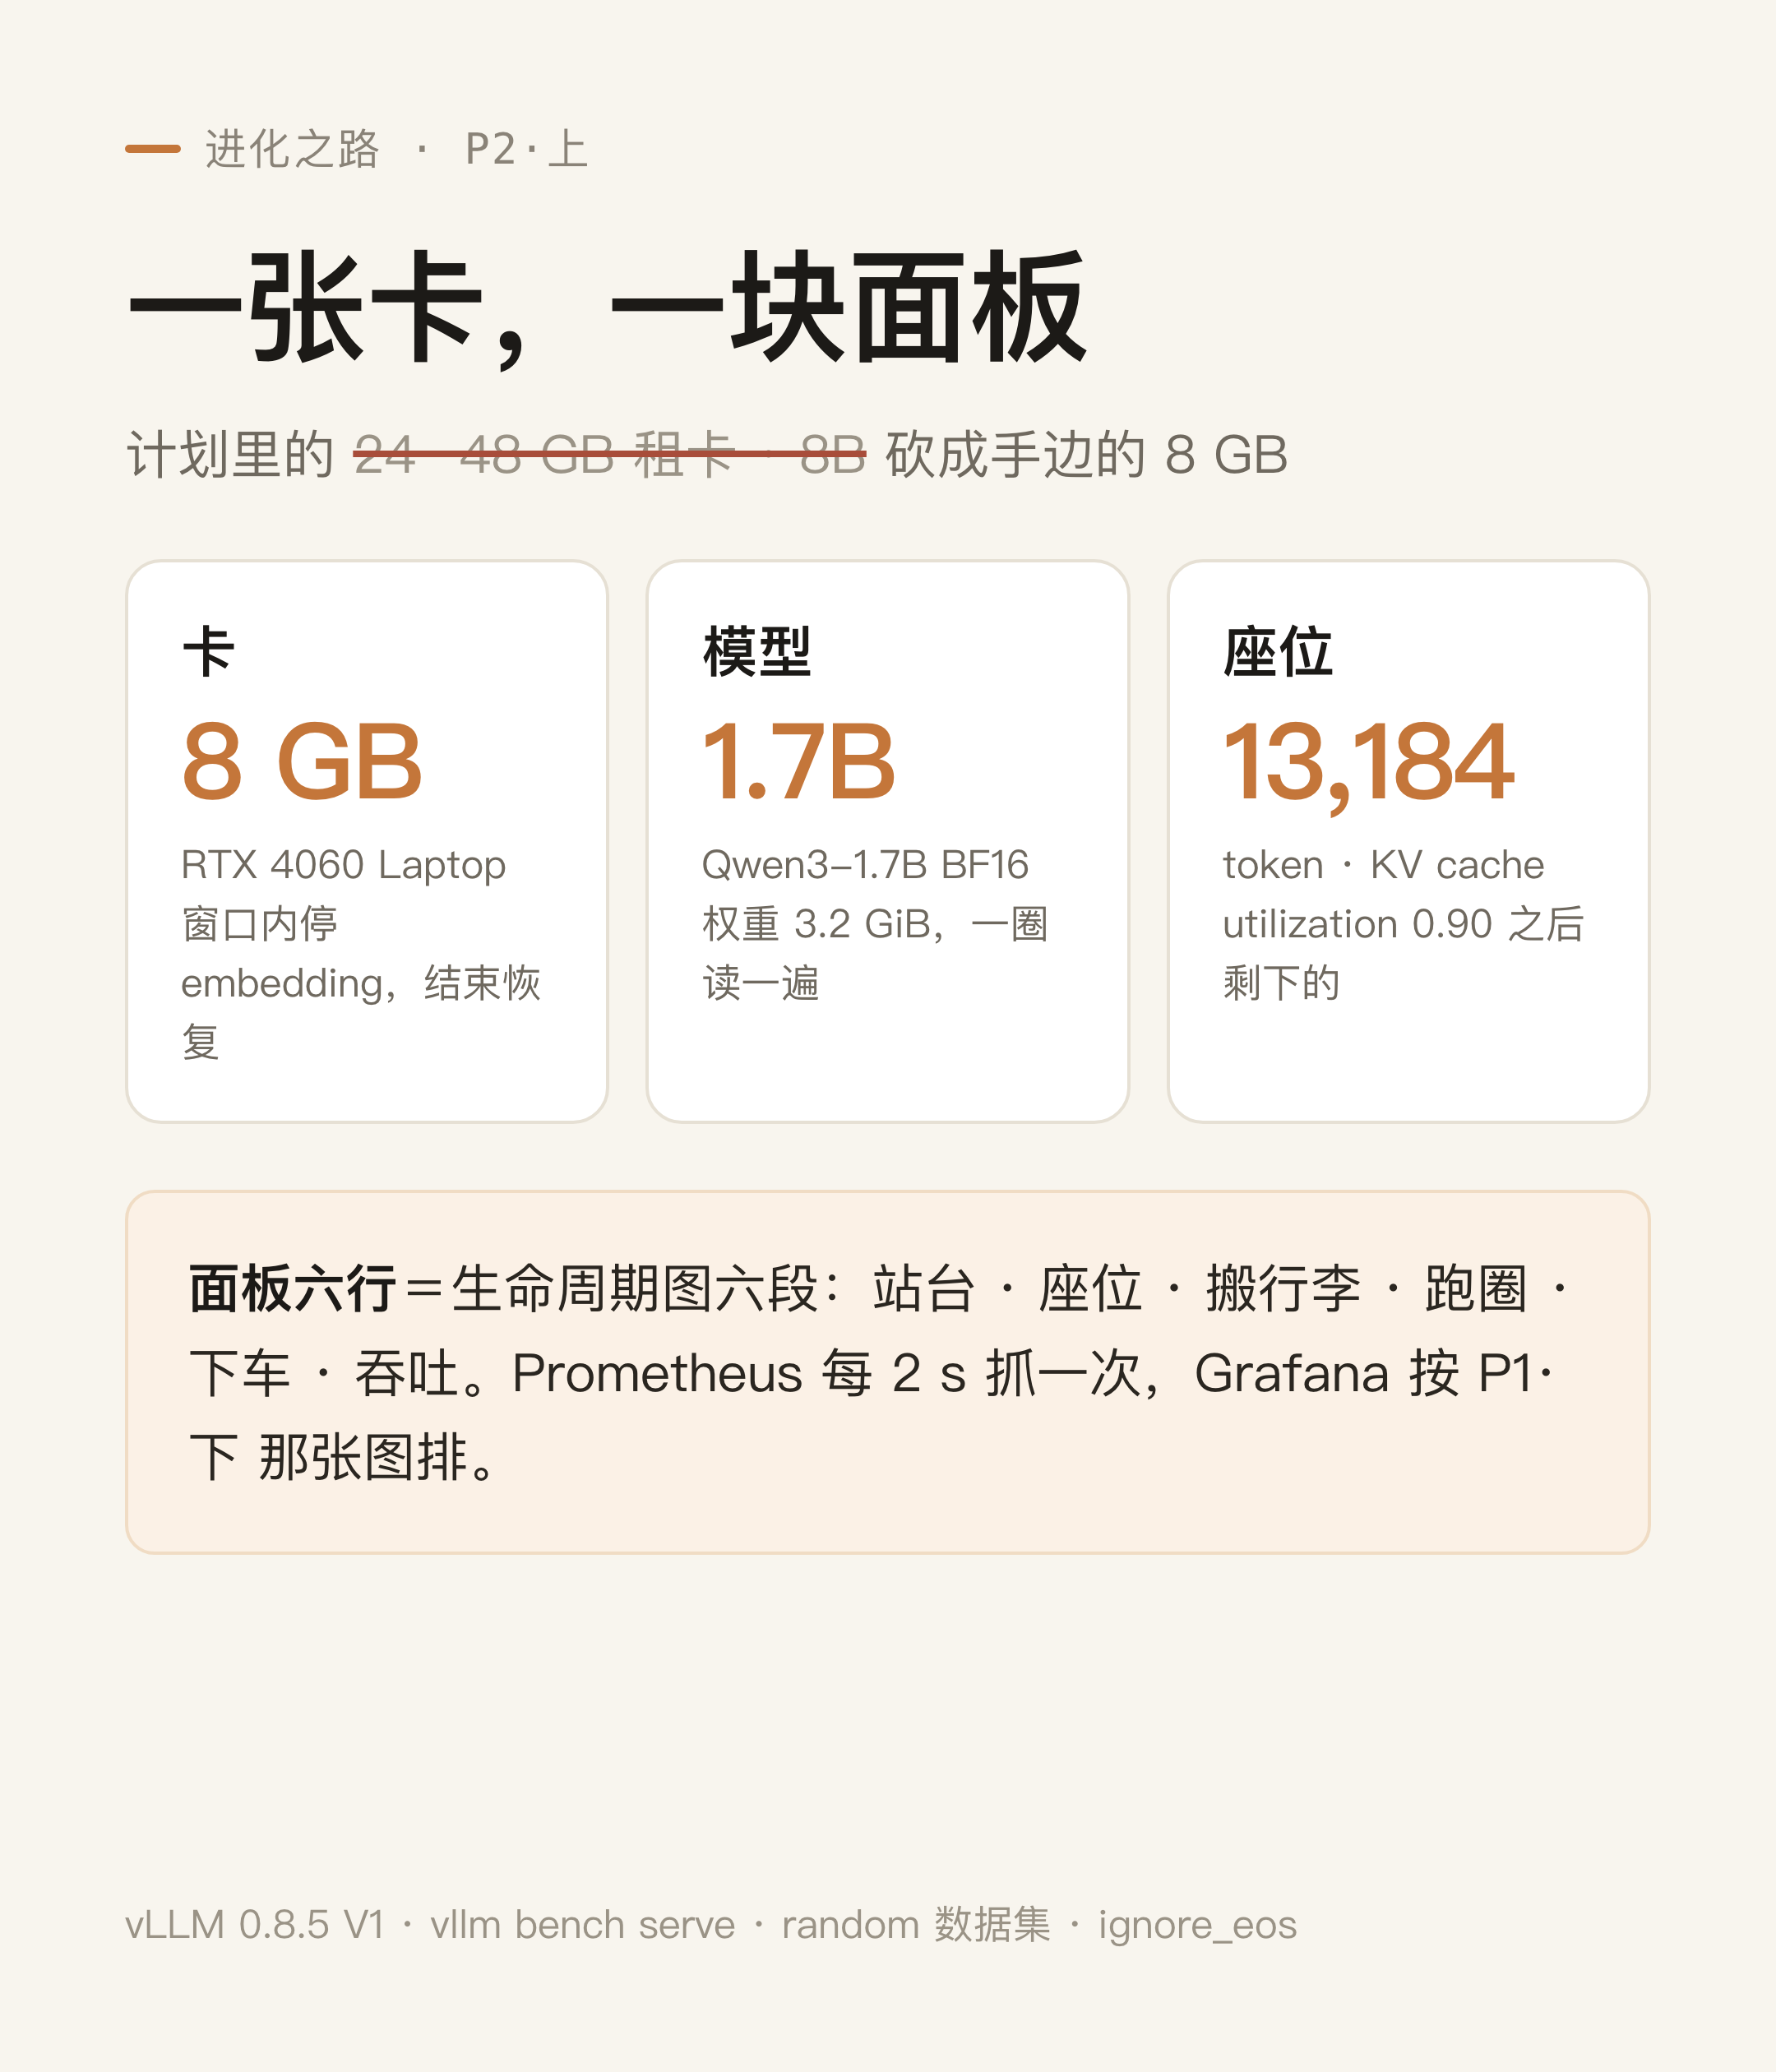 进化之路 · P2·上
一张卡，一块面板
计划里的 24–48 GB 租卡 · 8B 砍成手边的 8 GB
卡
8 GB
RTX 4060 Laptop
窗口内停
embedding，结束恢
复
模型
1.7B
Qwen3–1.7B BF16
权重 3.2 GiB，一圈
读一遍
座位
13,184
token · KV cache
utilization 0.90 之后
剩下的
面板六行＝生命周期图六段：站台 · 座位 · 搬行李 · 跑圈 ·
下车 · 吞吐。Prometheus 每 2 s 抓一次，Grafana 按 P1·
下 那张图排。
vLLM 0.8.5 V1 · vllm bench serve · random 数据集 · ignore_eos